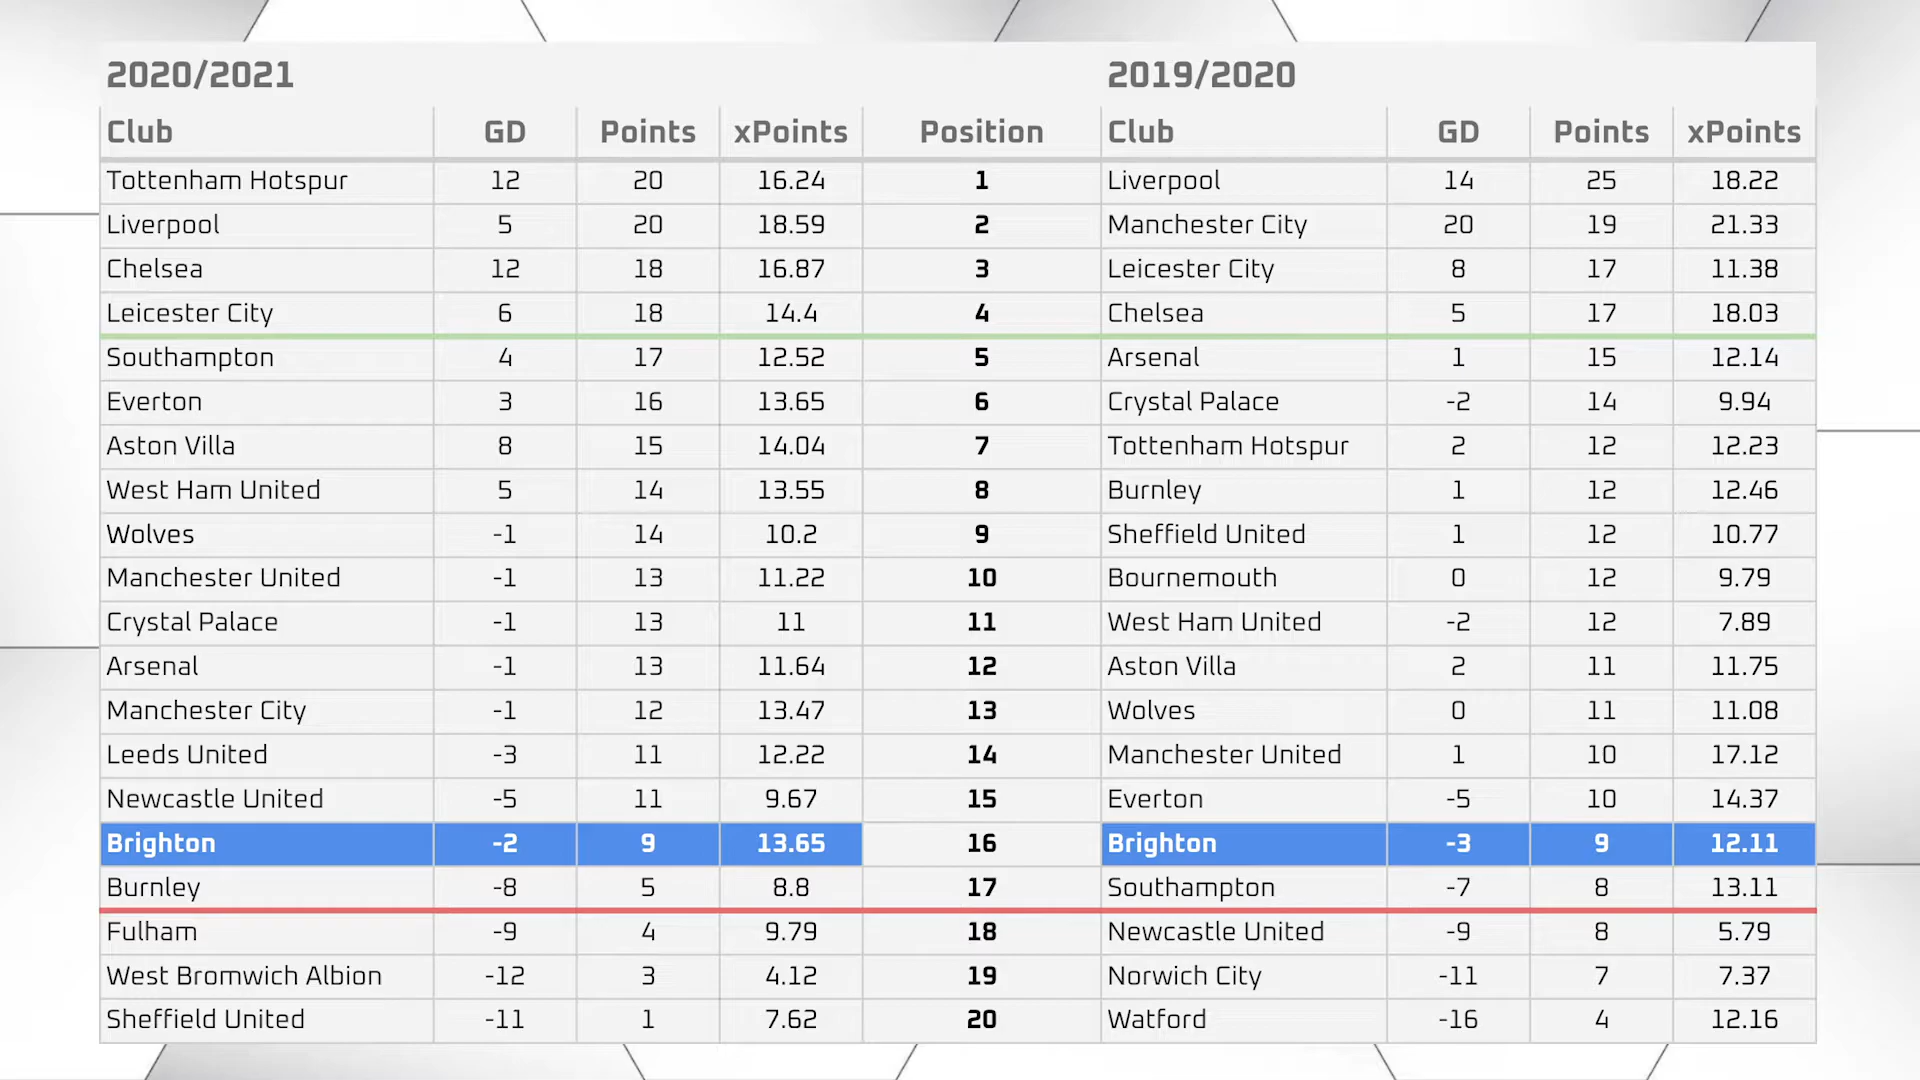 2020/2021 2019/2020
Club GD Points xPoints Position Club GD Points xPoints
Tottenham Hotspur 12 20 16.24 1 Liverpool 14 25 18.22
Liverpool 5 20 18.59 2 Manchester City 20 19 21.33
Chelsea 12 18 16.87 3 Leicester City 8 17 11.38
Leicester City 6 18 14.4 4 Chelsea 5 17 18.03
Southampton 4 17 12.52 5 Arsenal 1 15 12.14
Everton 3 16 13.65 6 Crystal Palace -2 14 9.94
Aston Villa 8 15 14.04 7 Tottenham Hotspur 2 12 12.23
West Ham United 5 14 13.55 8 Burnley 1 12 12.46
Wolves -1 14 10.2 9 Sheffield United 1 12 10.77
Manchester United -1 13 11.22 10 Bournemouth 0 12 9.79
Crystal Palace -1 13 11 11 West Ham United -2 12 7.89
Arsenal -1 13 11.64 12 Aston Villa 2 11 11.75
Manchester City -1 12 13.47 13 Wolves 0 11 11.08
Leeds United -3 11 12.22 14 Manchester United 1 10 17.12
Newcastle United -5 11 9.67 15 Everton -5 10 14.37
Brighton -2 9 13.65 16 Brighton -3 9 12.11
Burnley -8 5 8.8 17 Southampton -7 8 13.11
Fulham -9 4 9.79 18 Newcastle United -9 8 5.79
West Bromwich Albion -12 3 4.12 19 Norwich City -11 7 7.37
Sheffield United -11 1 7.62 20 Watford -16 4 12.16